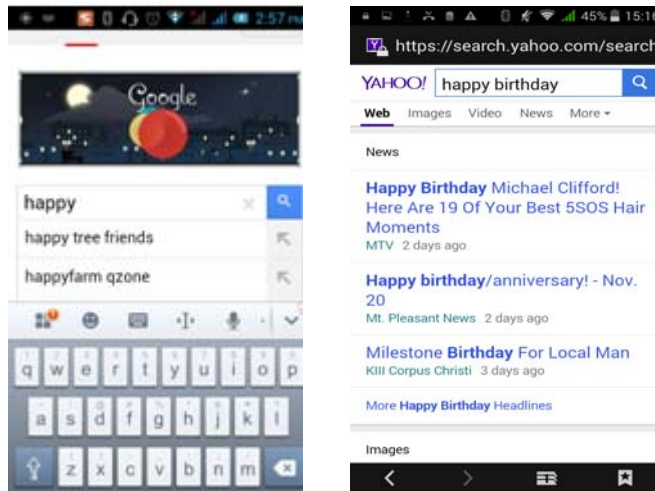 2:57 PM
Google
happy
happy tree friends
happyfarm qzone
q w e r t y u i o p
a s d f g h j k l
z x c v b n m
45% 15:16
https://search.yahoo.com/search
YAHOO! happy birthday
Web Images Video News More
News
Happy Birthday Michael Clifford!
Here Are 19 Of Your Best 5SOS Hair
Moments
MTV 2 days ago
Happy birthday/anniversary! - Nov.
20
Mt. Pleasant News 2 days ago
Milestone Birthday For Local Man
KIII Corpus Christi 3 days ago
More Happy Birthday Headlines
Images